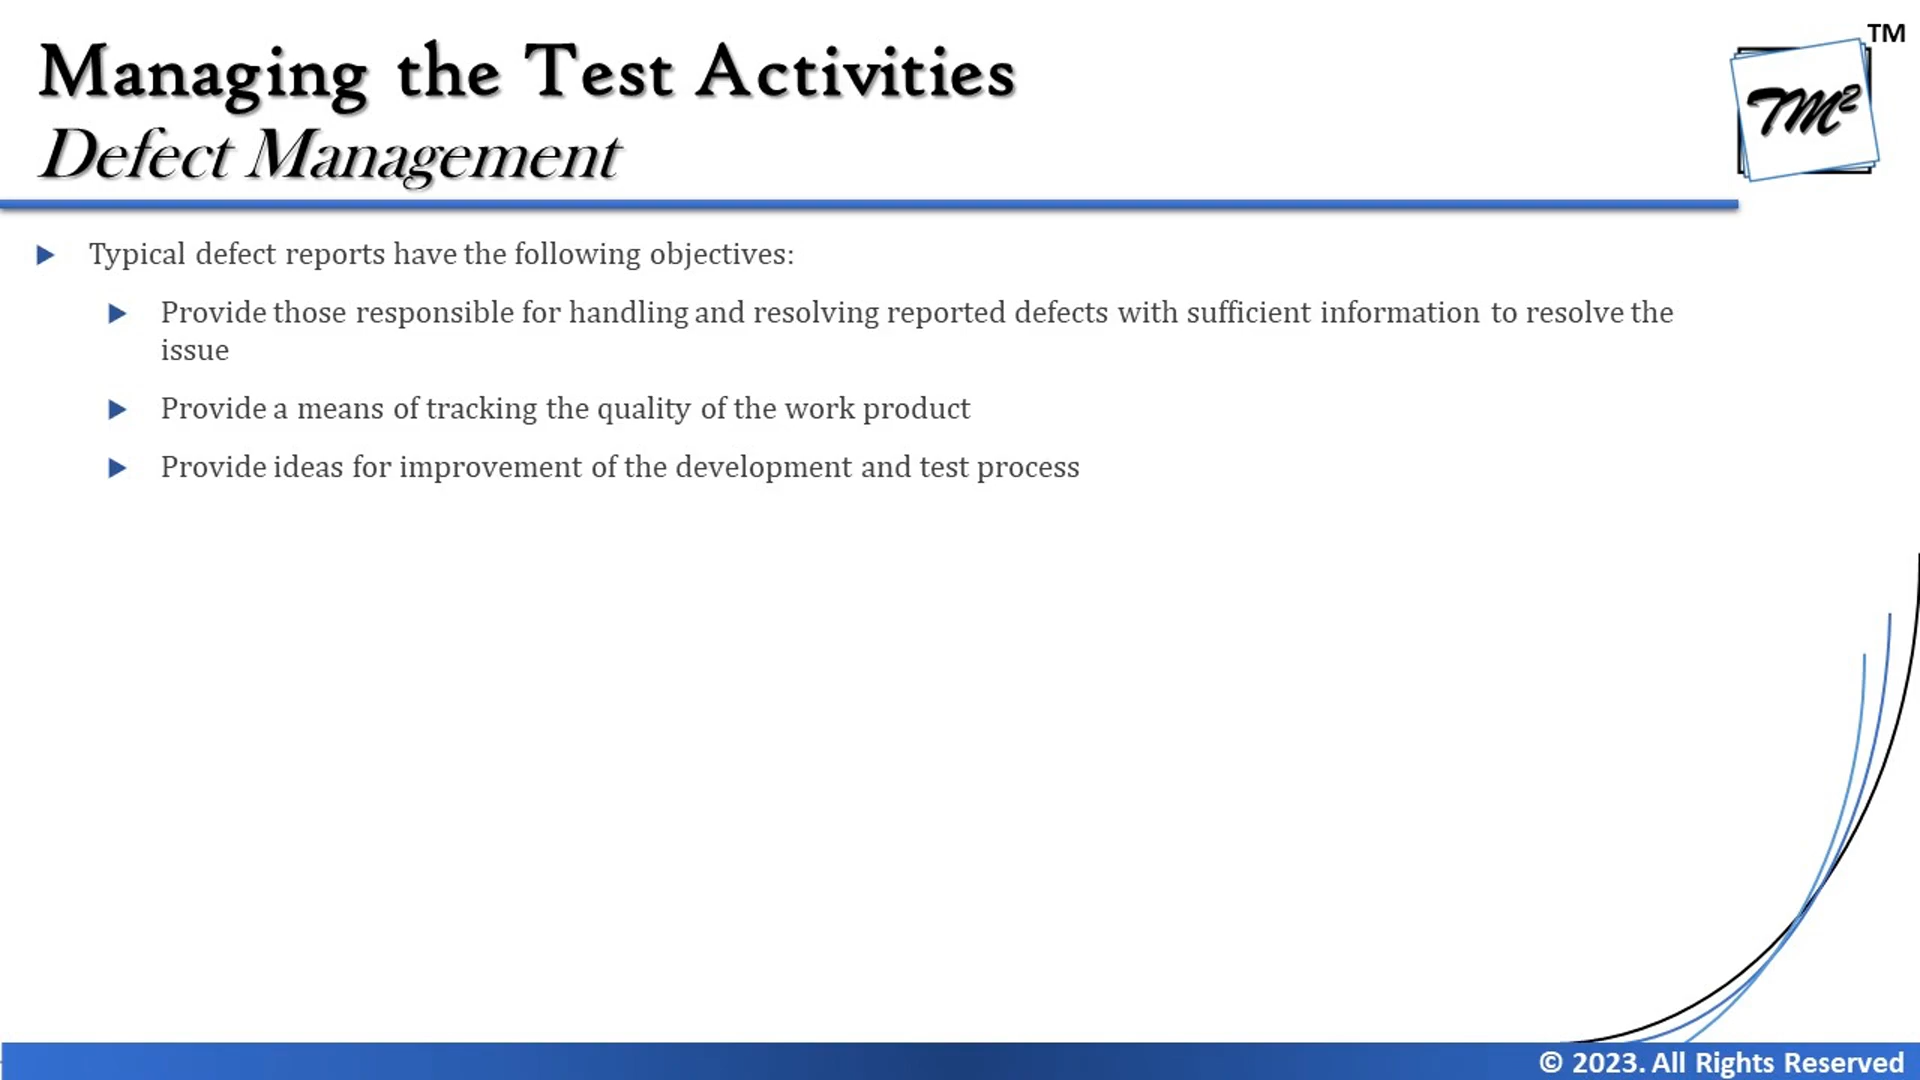 Managing the Test Activities
TM
TM²
Defect Management
Typical defect reports have the following objectives:
Provide those responsible for handling and resolving reported defects with sufficient information to resolve the
issue
Provide a means of tracking the quality of the work product
Provide ideas for improvement of the development and test process
© 2023. All Rights Reserved